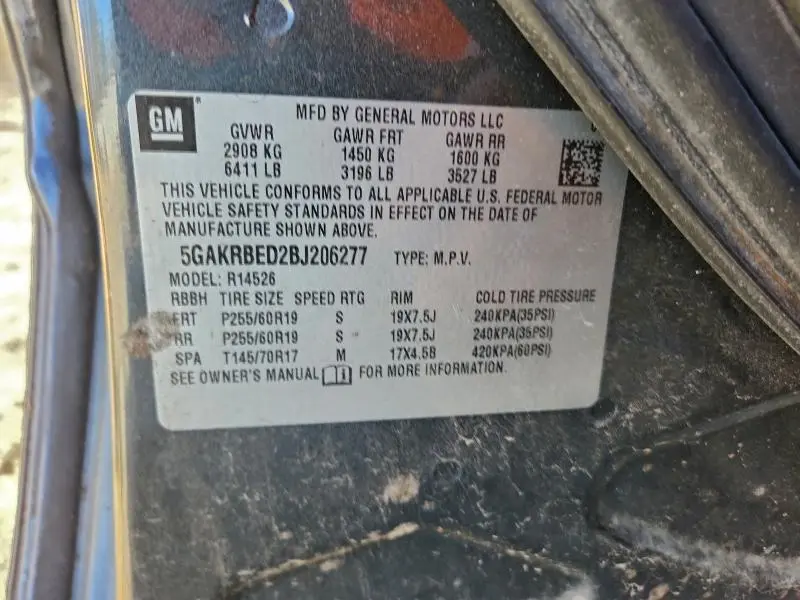 GM
MFD BY GENERAL MOTORS LLC
GVWR GAWR FRT GAWR RR
2908 KG 1450 KG 1600 KG
6411 LB 3196 LB 3527 LB
THIS VEHICLE CONFORMS TO ALL APPLICABLE U.S. FEDERAL MOTOR
VEHICLE SAFETY STANDARDS IN EFFECT ON THE DATE OF
MANUFACTURE SHOWN ABOVE.
5GAKRBED2BJ206277 TYPE: M.P.V.
MODEL: R14526
RBBH TIRE SIZE SPEED RTG RIM COLD TIRE PRESSURE
FRT P255/60R19 S 19X7.5J 240KPA(35PSI)
RR P255/60R19 S 19X7.5J 240KPA(35PSI)
SPA T145/70R17 M 17X4.5B 420KPA(60PSI)
SEE OWNER'S MANUAL FOR MORE INFORMATION.